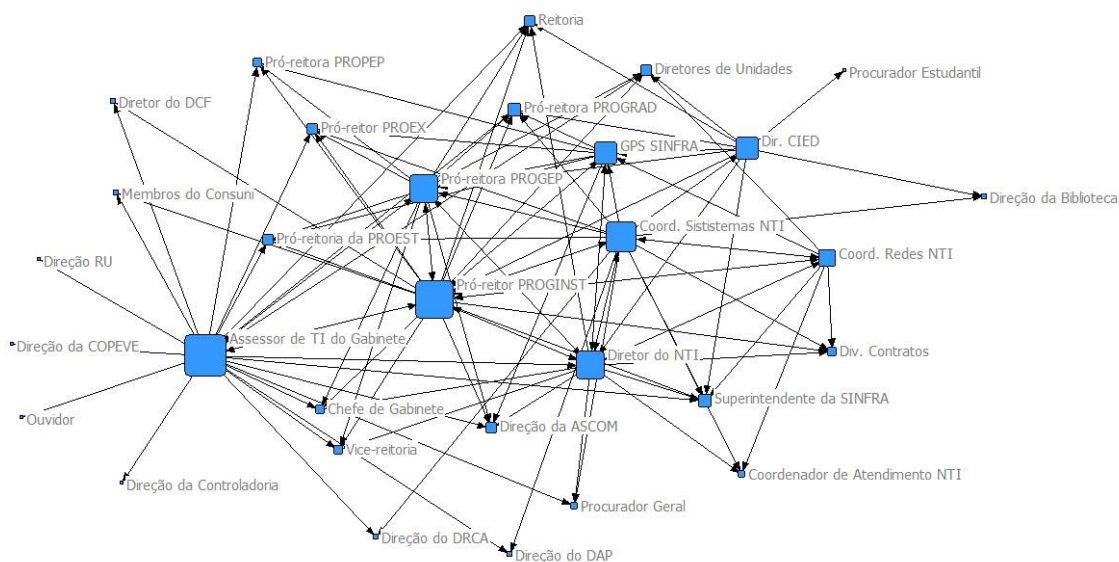 Reitoria
Pró-reitora PROPEP
Diretores de Unidades
Procurador Estudantil
Diretor do DCF
Pró-reitora PROGRAD
Pró-reitor PROEX
GPS SINFRA
Dir. CIED
Pró-reitora PROGEP
Membros do Consuni
Direção da Biblioteca
Coord. Sististemas NTI
Pró-reitoria da PROEST
Coord. Redes NTI
Direção RU
Pró-reitor PROGINST
Assessor de TI do Gabinete
Direção da COPEVE
Diretor do NTI
Div. Contratos
Superintendente da SINFRA
Chefe de Gabinete
Ouvidor
Direção da ASCOM
Vice-reitoria
Coordenador de Atendimento NTI
Direção da Controladoria
Procurador Geral
Direção do DRCA
Direção do DAP